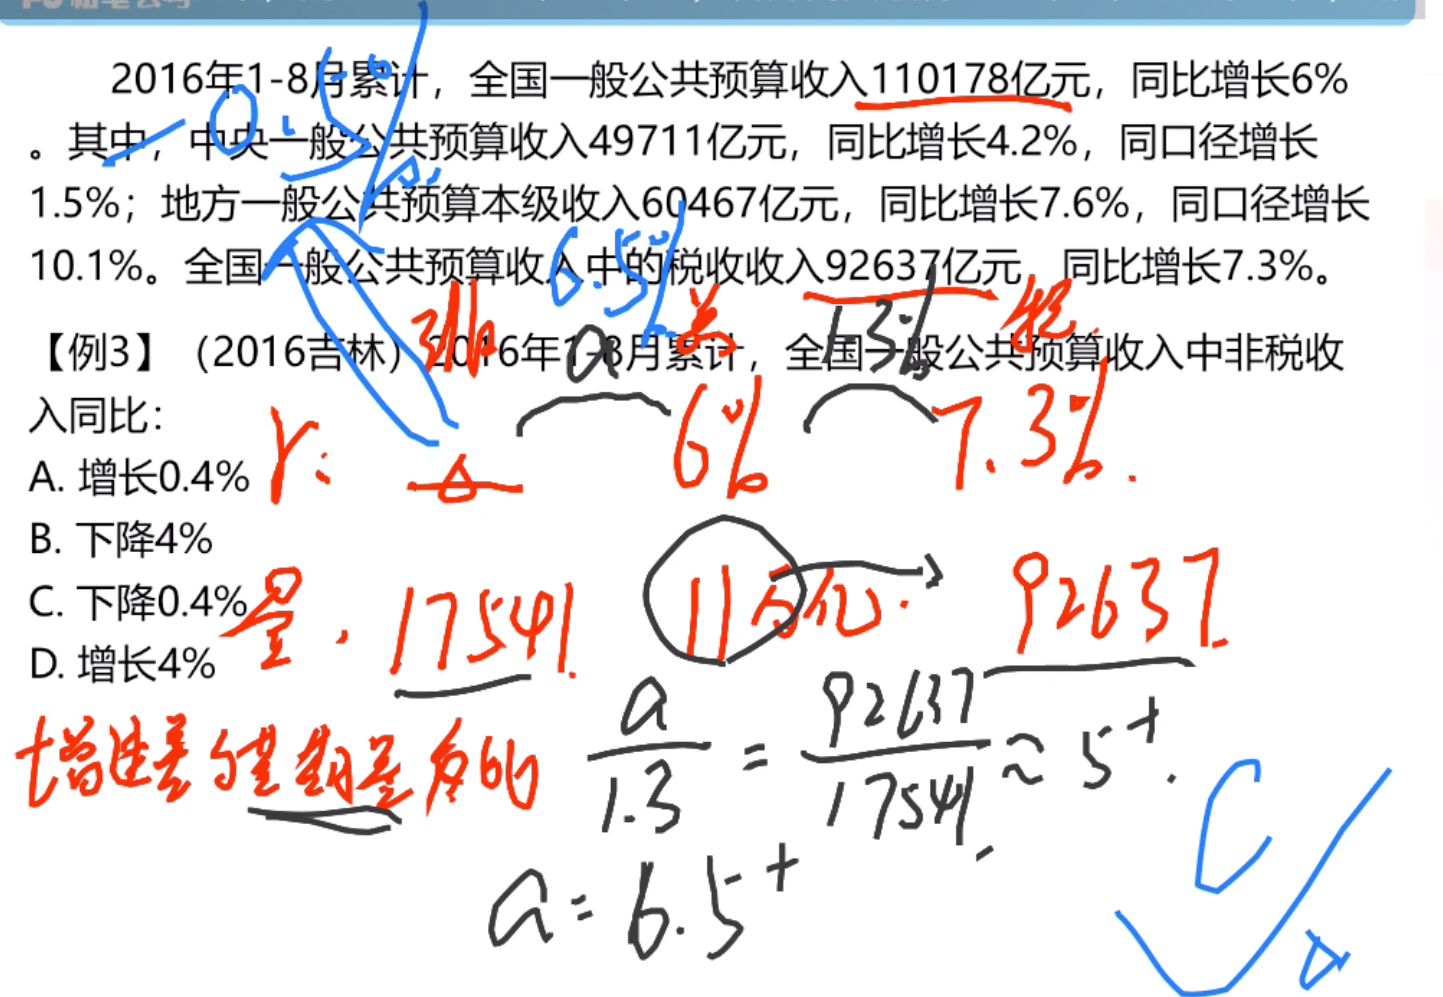 2016年1-8月累计，全国一般公共预算收入110178亿元，同比增长6%
。其中，中央一般公共预算收入49711亿元，同比增长4.2%，同口径增长
1.5%；地方一般公共预算本级收入60467亿元，同比增长7.6%，同口径增长
10.1%。全国一般公共预算收入中的税收收入92637亿元，同比增长7.3%。
-0.5%
6.5%
非 a 总 1.3% 税
【例3】（2016吉林）2016年1-8月累计，全国一般公共预算收入中非税收
入同比：
r: 6% 7.3%.
A. 增长0.4%
B. 下降4%
C. 下降0.4%
D. 增长4%
量. 17541. 11万亿. 92637.
增速差与基期量成反比
a/1.3 = 92637/17541 ≈ 5+.
a = 6.5+
C